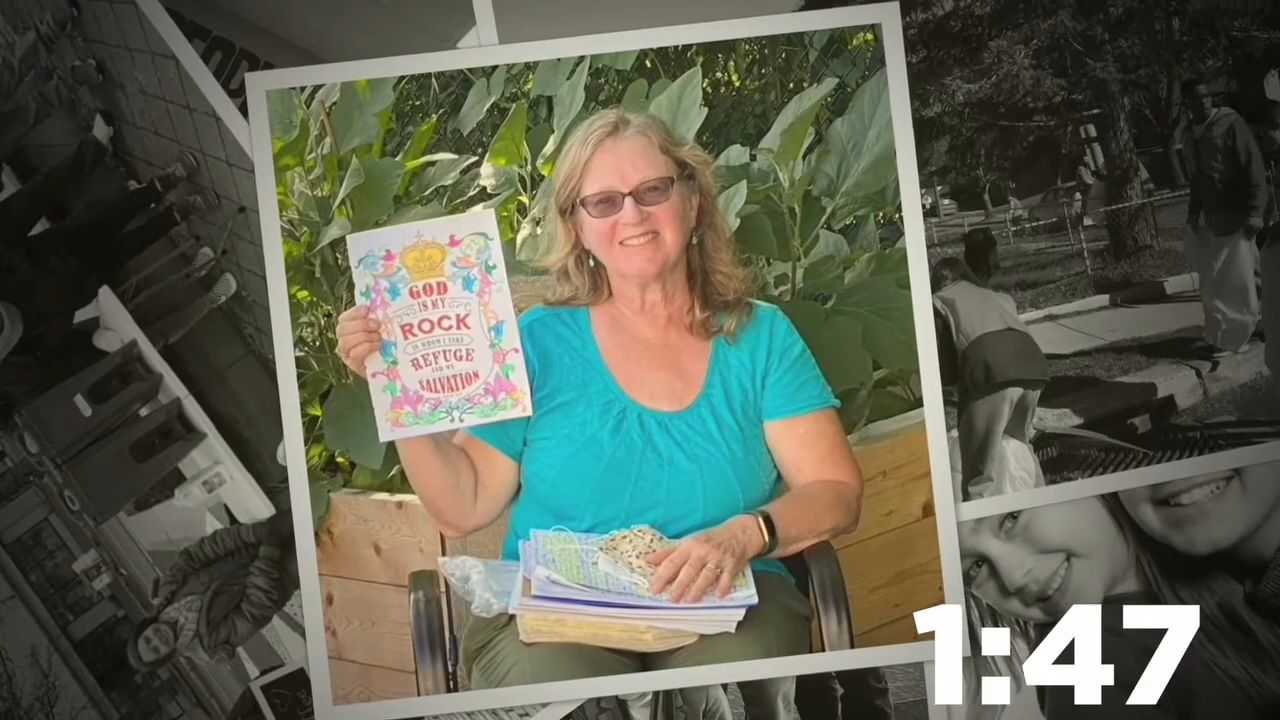 GOD
IS MY
ROCK
IN WHOM I TAKE
REFUGE
AND MY
SALVATION
1:47